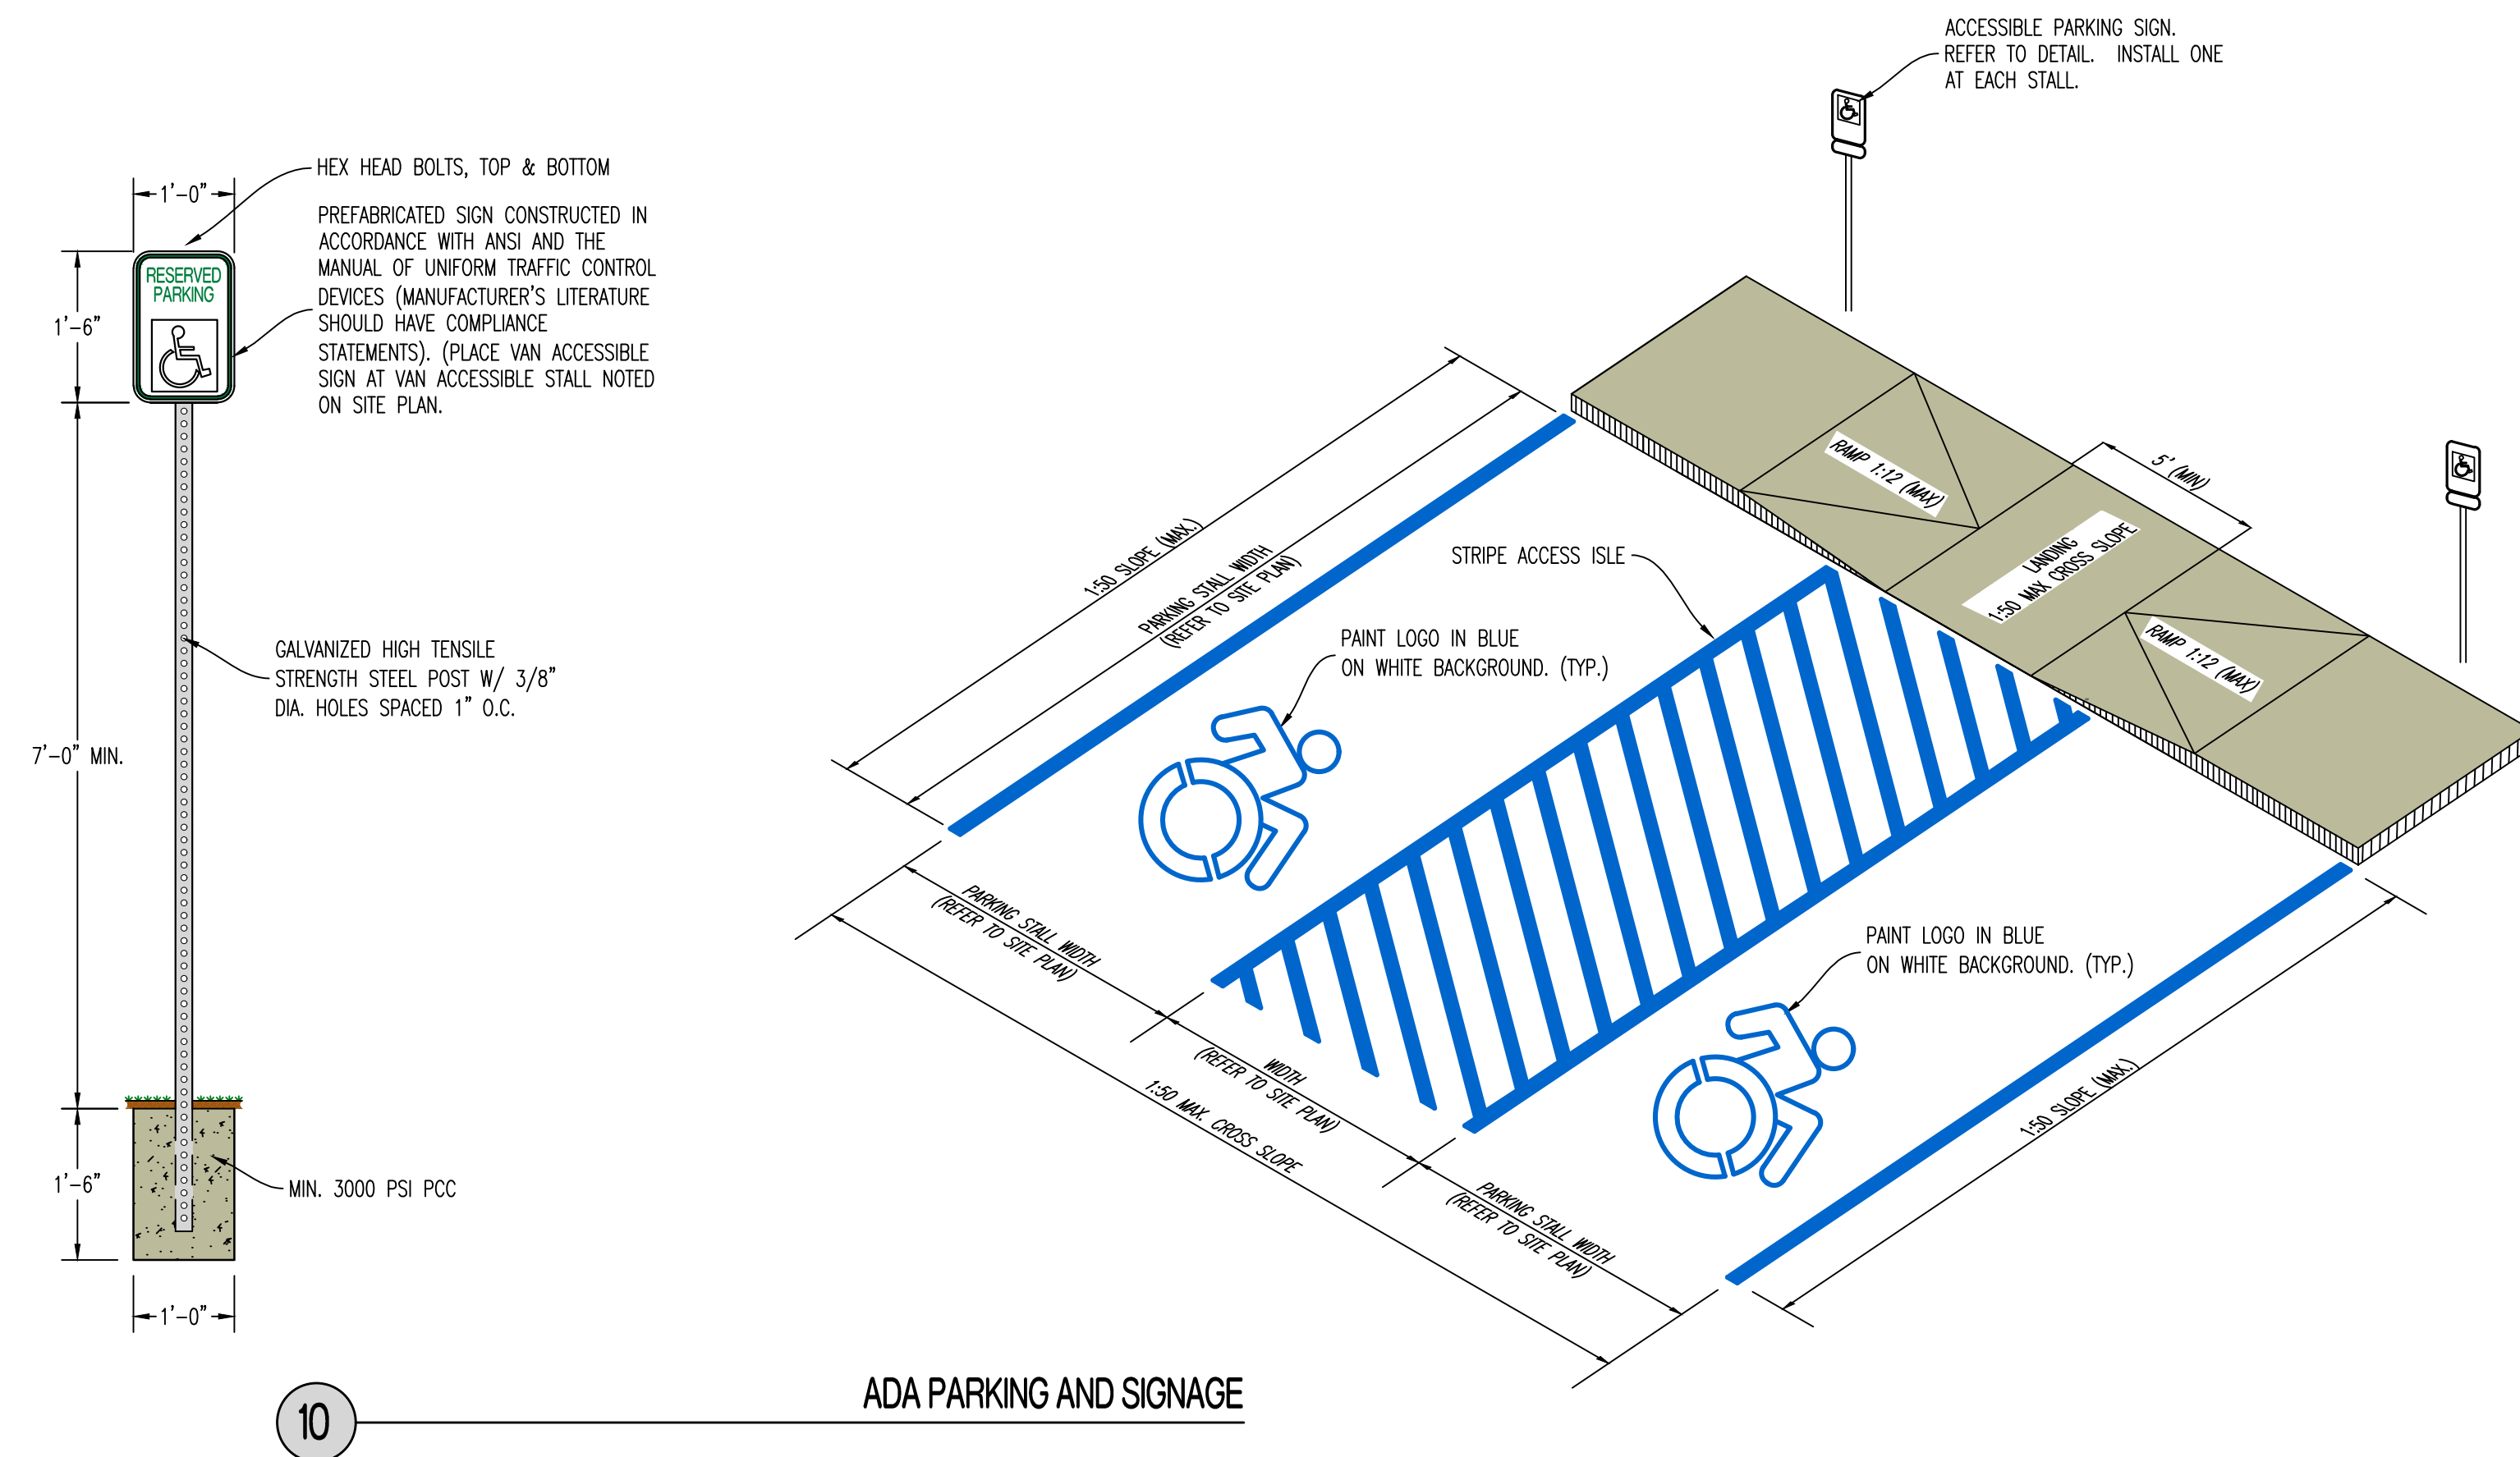 1'-0"
HEX HEAD BOLTS, TOP & BOTTOM
PREFABRICATED SIGN CONSTRUCTED IN
ACCORDANCE WITH ANSI AND THE
MANUAL OF UNIFORM TRAFFIC CONTROL
DEVICES (MANUFACTURER'S LITERATURE
SHOULD HAVE COMPLIANCE
STATEMENTS). (PLACE VAN ACCESSIBLE
SIGN AT VAN ACCESSIBLE STALL NOTED
ON SITE PLAN.
RESERVED
PARKING
1'-6"
GALVANIZED HIGH TENSILE
STRENGTH STEEL POST W/ 3/8"
DIA. HOLES SPACED 1" O.C.
7'-0" MIN.
1'-6"
MIN. 3000 PSI PCC
1'-0"
ACCESSIBLE PARKING SIGN.
REFER TO DETAIL. INSTALL ONE
AT EACH STALL.
RAMP 1:12 (MAX)
5' (MIN)
LANDING
1:50 MAX CROSS SLOPE
RAMP 1:12 (MAX)
1:50 SLOPE (MAX.)
PARKING STALL WIDTH
(REFER TO SITE PLAN)
STRIPE ACCESS ISLE
PAINT LOGO IN BLUE
ON WHITE BACKGROUND. (TYP.)
PARKING STALL WIDTH
(REFER TO SITE PLAN)
WIDTH
(REFER TO SITE PLAN)
1:50 MAX. CROSS SLOPE
PARKING STALL WIDTH
(REFER TO SITE PLAN)
PAINT LOGO IN BLUE
ON WHITE BACKGROUND. (TYP.)
1:50 SLOPE (MAX.)
10
ADA PARKING AND SIGNAGE